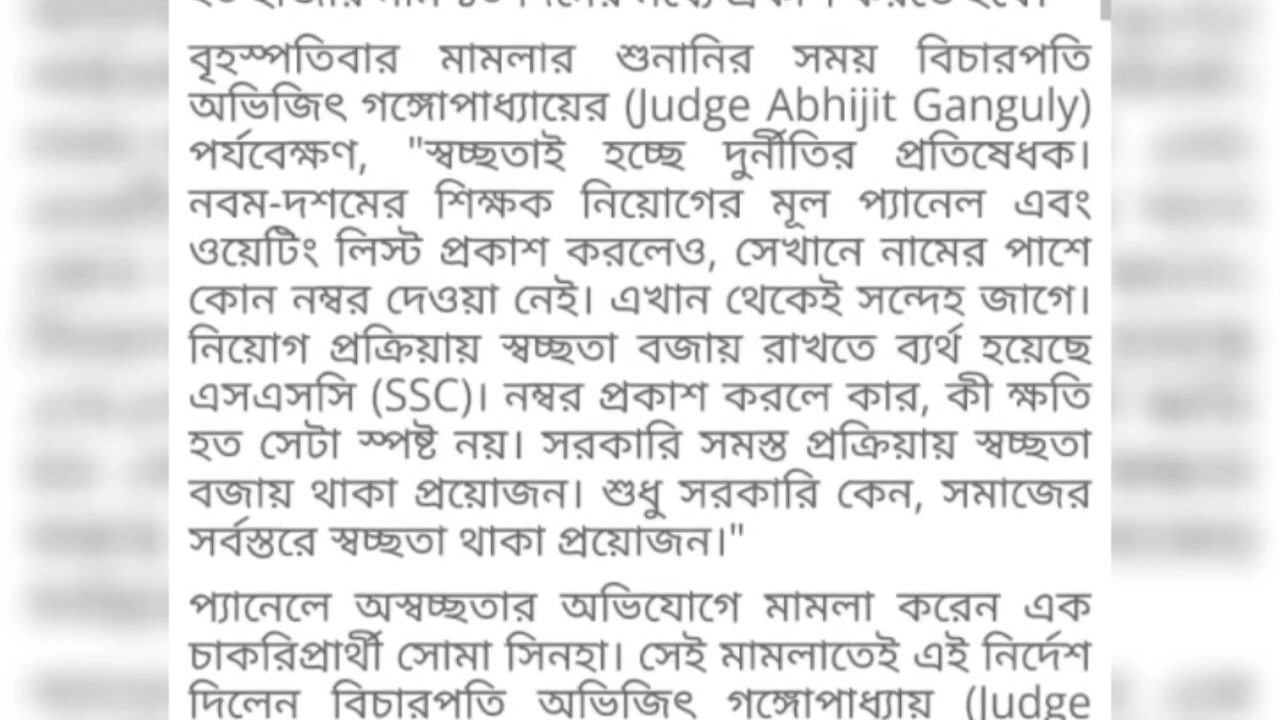 বৃহস্পতিবার মামলার শুনানির সময় বিচারপতি
অভিজিৎ গঙ্গোপাধ্যায়ের (Judge Abhijit Ganguly)
পর্যবেক্ষণ, "স্বচ্ছতাই হচ্ছে দুর্নীতির প্রতিষেধক।
নবম-দশমের শিক্ষক নিয়োগের মূল প্যানেল এবং
ওয়েটিং লিস্ট প্রকাশ করলেও, সেখানে নামের পাশে
কোন নম্বর দেওয়া নেই। এখান থেকেই সন্দেহ জাগে।
নিয়োগ প্রক্রিয়ায় স্বচ্ছতা বজায় রাখতে ব্যর্থ হয়েছে
এসএসসি (SSC)। নম্বর প্রকাশ করলে কার, কী ক্ষতি
হত সেটা স্পষ্ট নয়। সরকারি সমস্ত প্রক্রিয়ায় স্বচ্ছতা
বজায় থাকা প্রয়োজন। শুধু সরকারি কেন, সমাজের
সর্বস্তরে স্বচ্ছতা থাকা প্রয়োজন।"
প্যানেলে অস্বচ্ছতার অভিযোগে মামলা করেন এক
চাকরিপ্রার্থী সোমা সিনহা। সেই মামলাতেই এই নির্দেশ
দিলেন বিচারপতি অভিজিৎ গঙ্গোপাধ্যায় (Judge